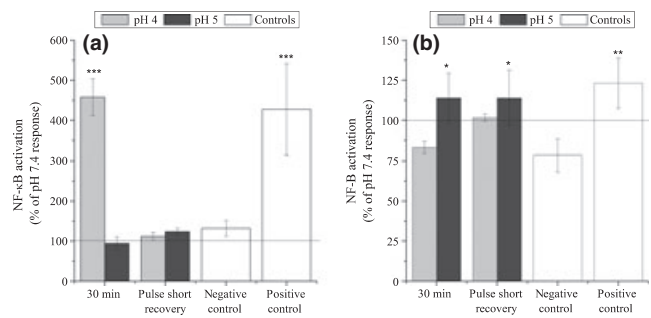 pH 4 pH 5 Controls
(a)
NF-κB activation
(% of pH 7.4 response)
600
500
400
300
200
100
0
***
***
30 min Pulse short recovery Negative control Positive control
pH 4 pH 5 Controls
(b)
NF-B activation
(% of pH 7.4 response)
150
125
100
75
50
25
0
*
*
**
30 min Pulse short recovery Negative control Positive control